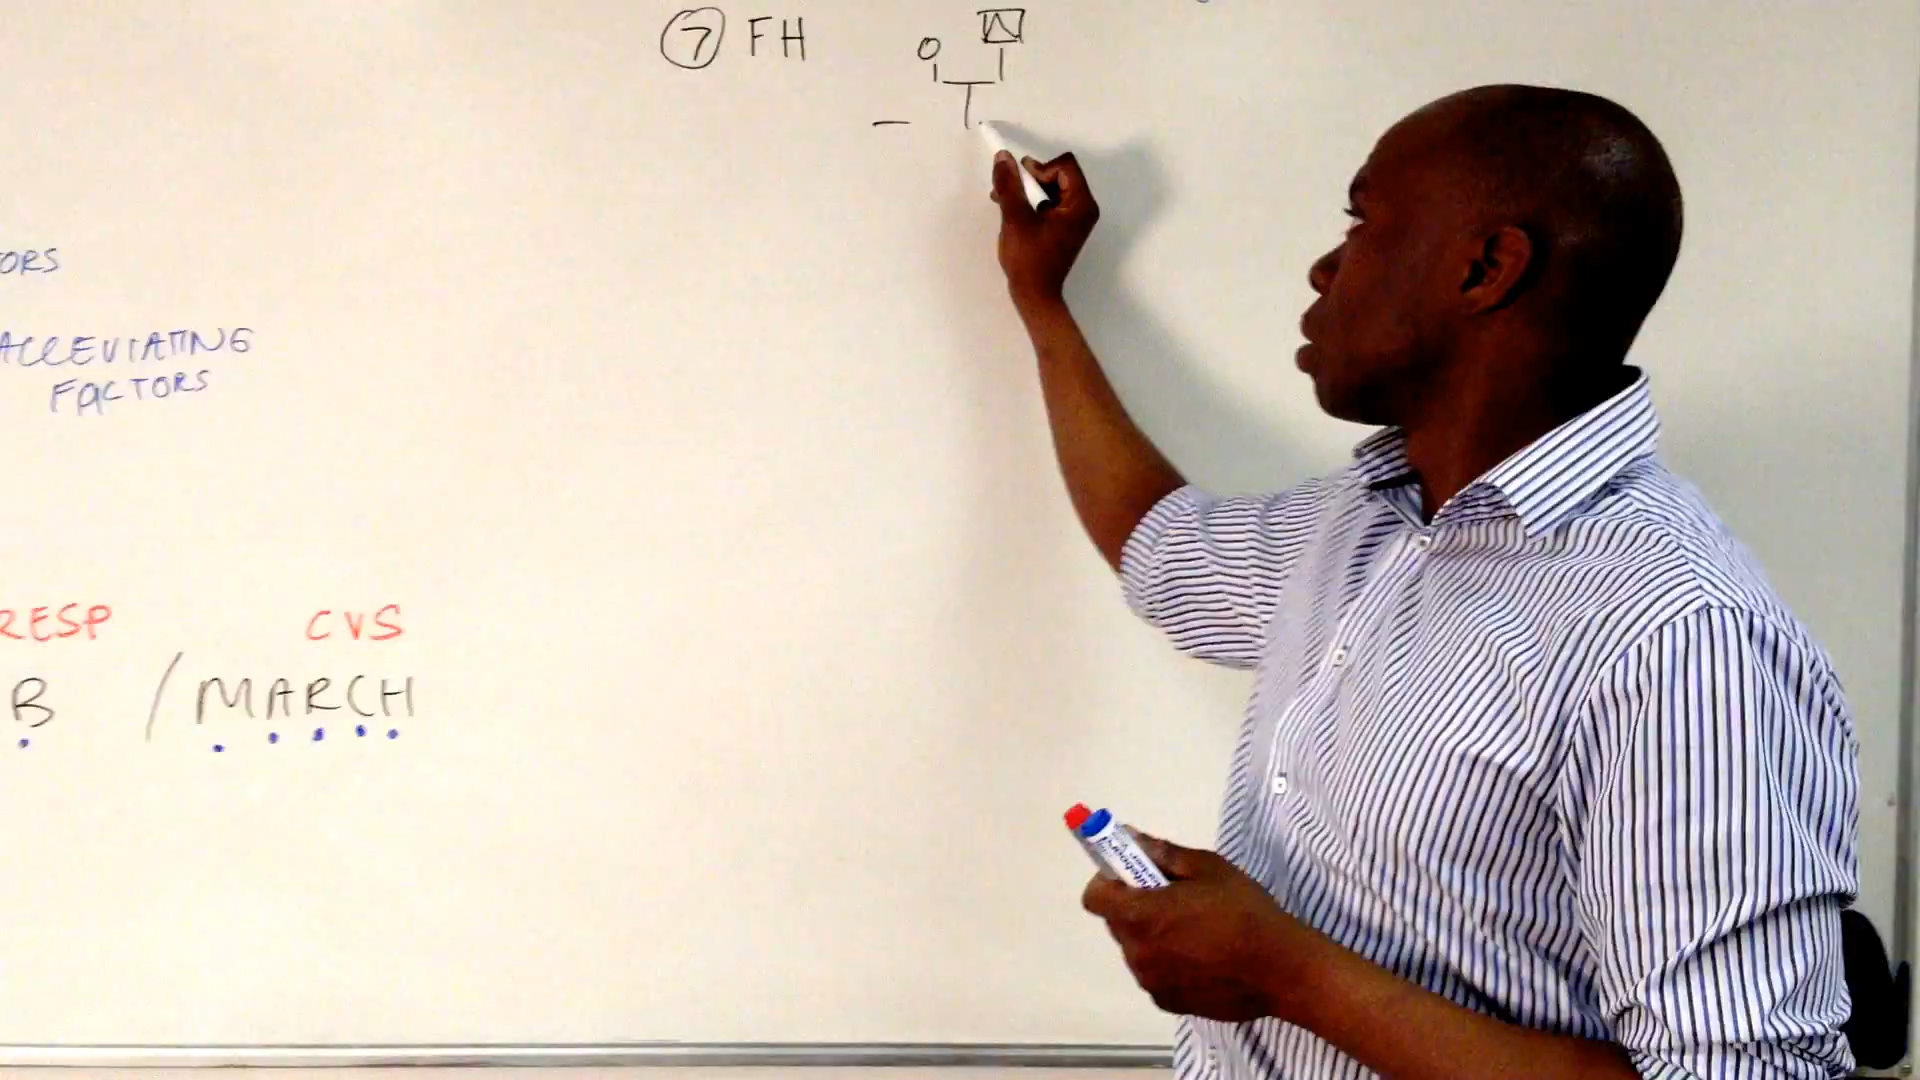 7 FH
ORS
ALLEVIATING
FACTORS
RESP CVS
B / MARCH